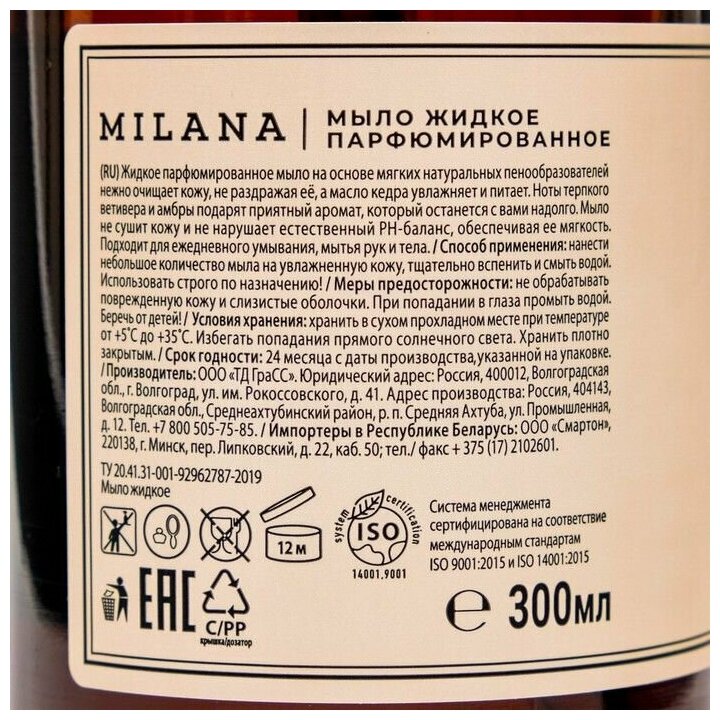 MILANA | МЫЛО ЖИДКОЕ
ПАРФЮМИРОВАННОЕ
(RU) Жидкое парфюмированное мыло на основе мягких натуральных пенообразователей
нежно очищает кожу, не раздражая её, а масло кедра увлажняет и питает. Ноты терпкого
ветивера и амбры подарят приятный аромат, который останется с вами надолго. Мыло
не сушит кожу и не нарушает естественный PH-баланс, обеспечивая ее мягкость.
Подходит для ежедневного умывания, мытья рук и тела. / Способ применения: нанести
небольшое количество мыла на увлажненную кожу, тщательно вспенить и смыть водой.
Использовать строго по назначению! / Меры предосторожности: не обрабатывать
поврежденную кожу и слизистые оболочки. При попадании в глаза промыть водой.
Беречь от детей! / Условия хранения: хранить в сухом прохладном месте при температуре
от +5˚C до +35˚C. Избегать попадания прямого солнечного света. Хранить плотно
закрытым. / Срок годности: 24 месяца с даты производства,указанной на упаковке.
/ Производитель: ООО «ТД ГраСС». Юридический адрес: Россия, 400012, Волгоградская
обл., г. Волгоград, ул. им. Рокоссовского, д. 41. Адрес производства: Россия, 404143,
Волгоградская обл., Среднеахтубинский район, р. п. Средняя Ахтуба, ул. Промышленная,
д. 12. Тел. +7 800 505-75-85. / Импортеры в Республике Беларусь: ООО «Смартон»,
220138, г. Минск, пер. Липковский, д. 22, каб. 50; тел./ факс + 375 (17) 2102601.
ТУ 20.41.31-001-92962787-2019
Мыло жидкое
12 M
system certification
ISO
14001.9001
Система менеджмента
сертифицирована на соответствие
международным стандартам
ISO 9001:2015 и ISO 14001:2015
EAC
C/PP
крышка/дозатор
℮ 300мл